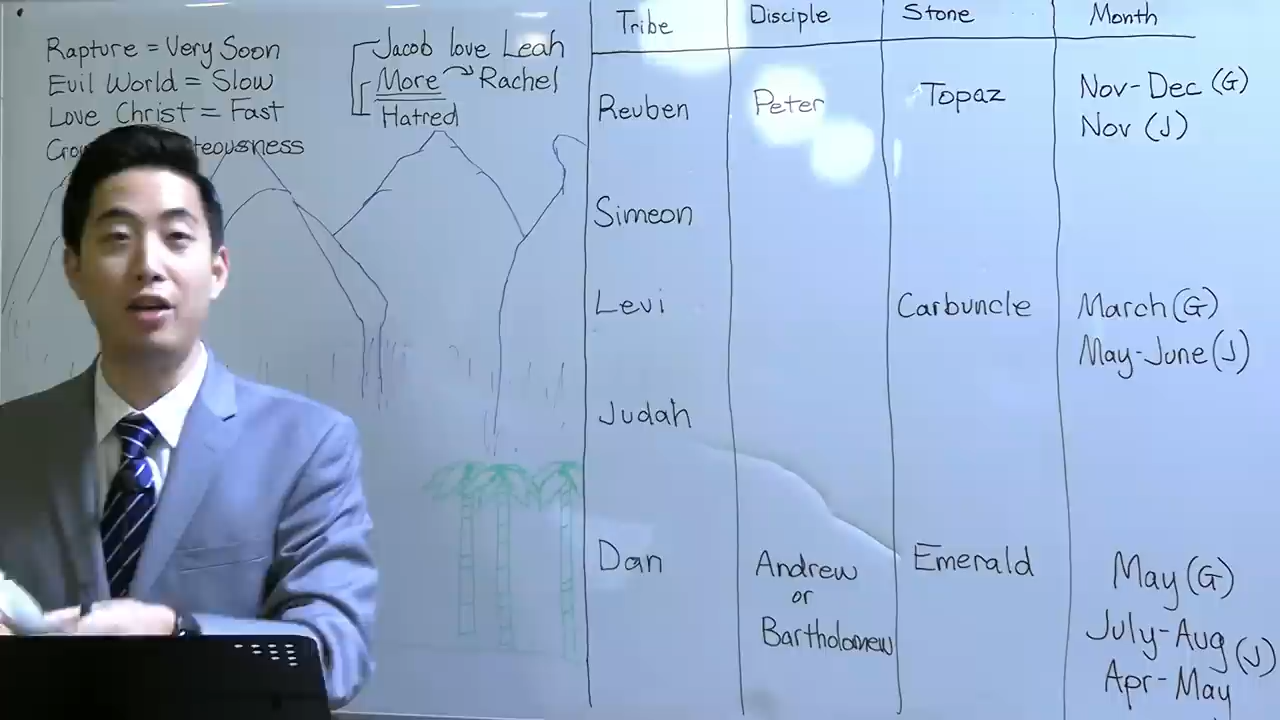 Rapture = Very Soon
Evil World = Slow
Love Christ = Fast
Jacob love Leah
More Rachel
Hatred
Tribe Disciple Stone Month
Reuben Peter Topaz Nov-Dec (G)
Nov (J)
Simeon
Levi Carbuncle March (G)
May-June (J)
Judah
Dan Andrew or Bartholomew Emerald May (G)
July-Aug (J)
Apr-May